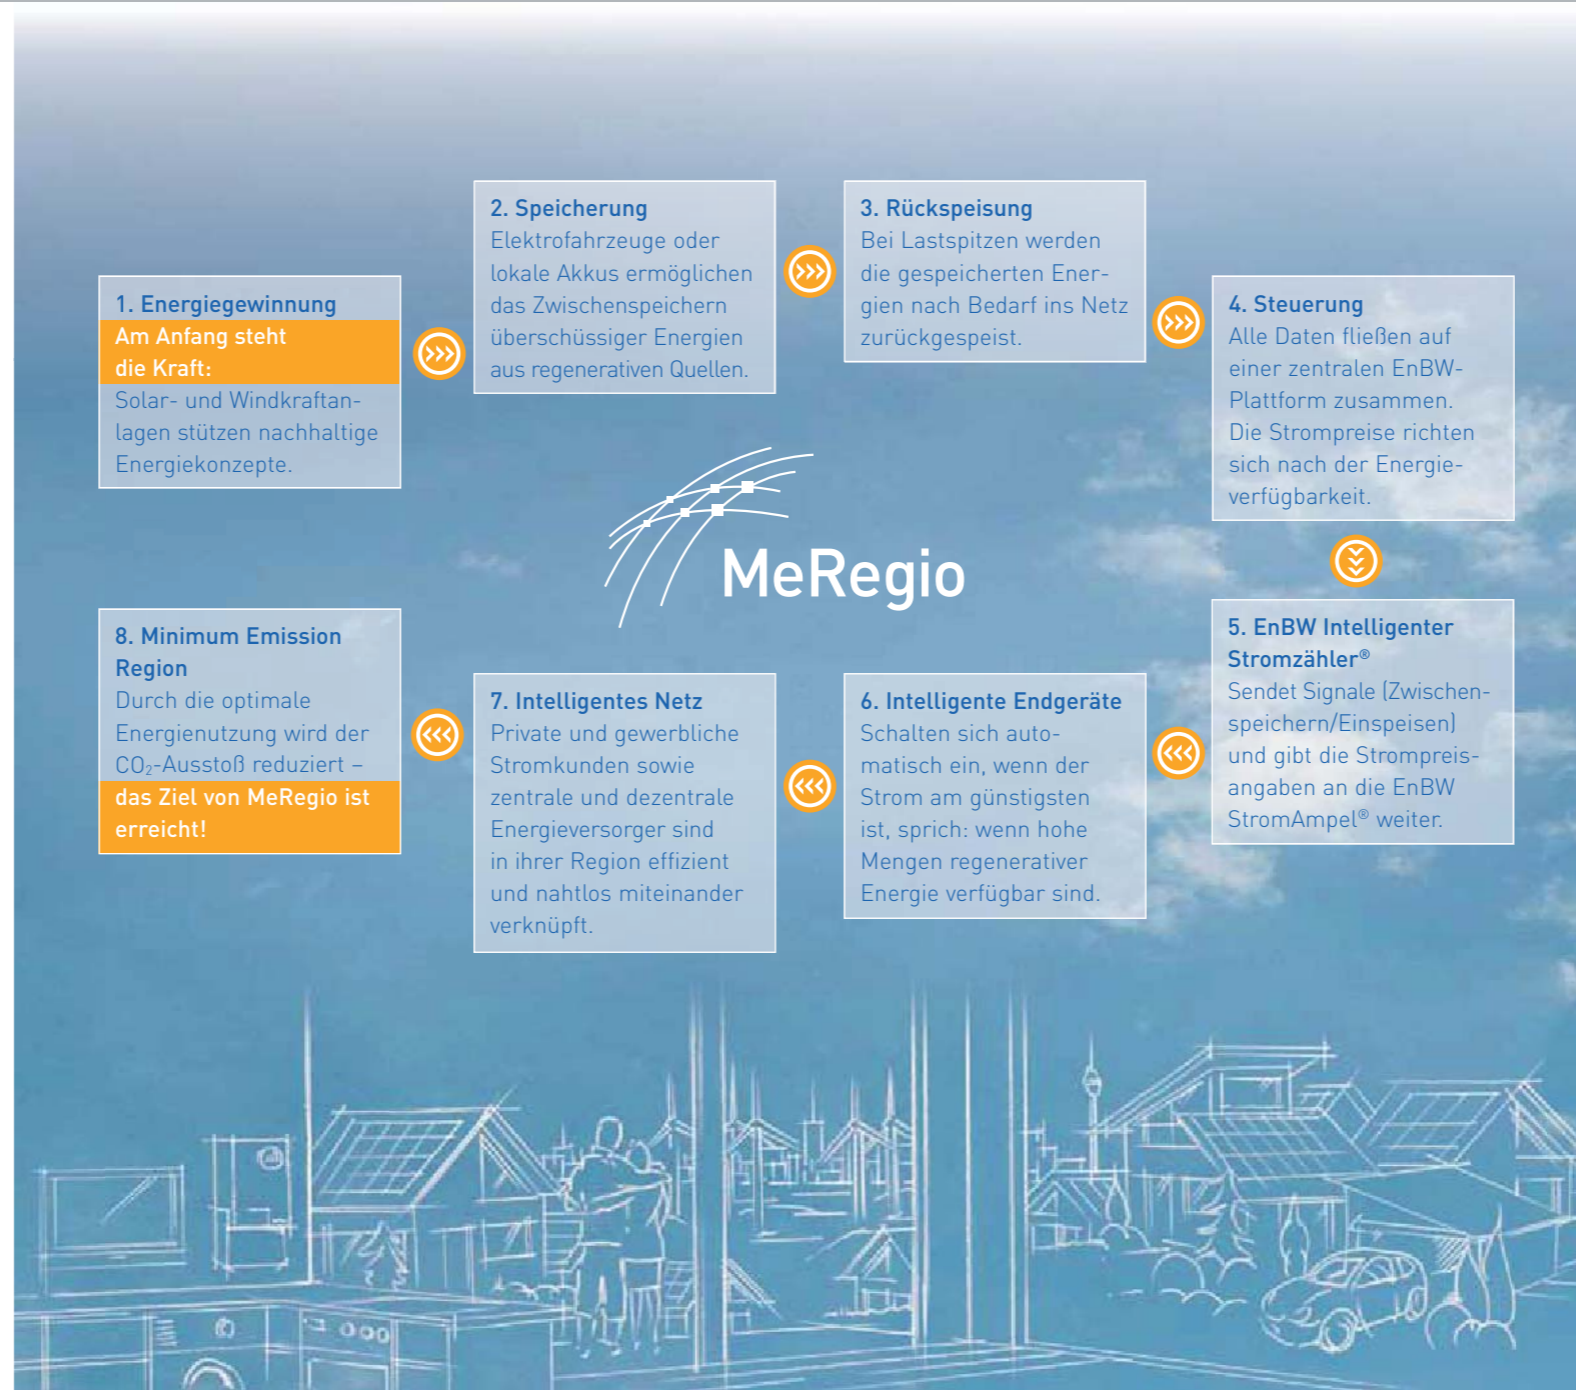 1. Energiegewinnung
Am Anfang steht
die Kraft:
Solar- und Windkraftan-
lagen stützen nachhaltige
Energiekonzepte.
2. Speicherung
Elektrofahrzeuge oder
lokale Akkus ermöglichen
das Zwischenspeichern
überschüssiger Energien
aus regenerativen Quellen.
3. Rückspeisung
Bei Lastspitzen werden
die gespeicherten Ener-
gien nach Bedarf ins Netz
zurückgespeist.
4. Steuerung
Alle Daten fließen auf
einer zentralen EnBW-
Plattform zusammen.
Die Strompreise richten
sich nach der Energie-
verfügbarkeit.
MeRegio
5. EnBW Intelligenter
Stromzähler®
Sendet Signale (Zwischen-
speichern/Einspeisen)
und gibt die Strompreis-
angaben an die EnBW
StromAmpel® weiter.
6. Intelligente Endgeräte
Schalten sich auto-
matisch ein, wenn der
Strom am günstigsten
ist, sprich: wenn hohe
Mengen regenerativer
Energie verfügbar sind.
7. Intelligentes Netz
Private und gewerbliche
Stromkunden sowie
zentrale und dezentrale
Energieversorger sind
in ihrer Region effizient
und nahtlos miteinander
verknüpft.
8. Minimum Emission
Region
Durch die optimale
Energienutzung wird der
CO₂-Ausstoß reduziert –
das Ziel von MeRegio ist
erreicht!